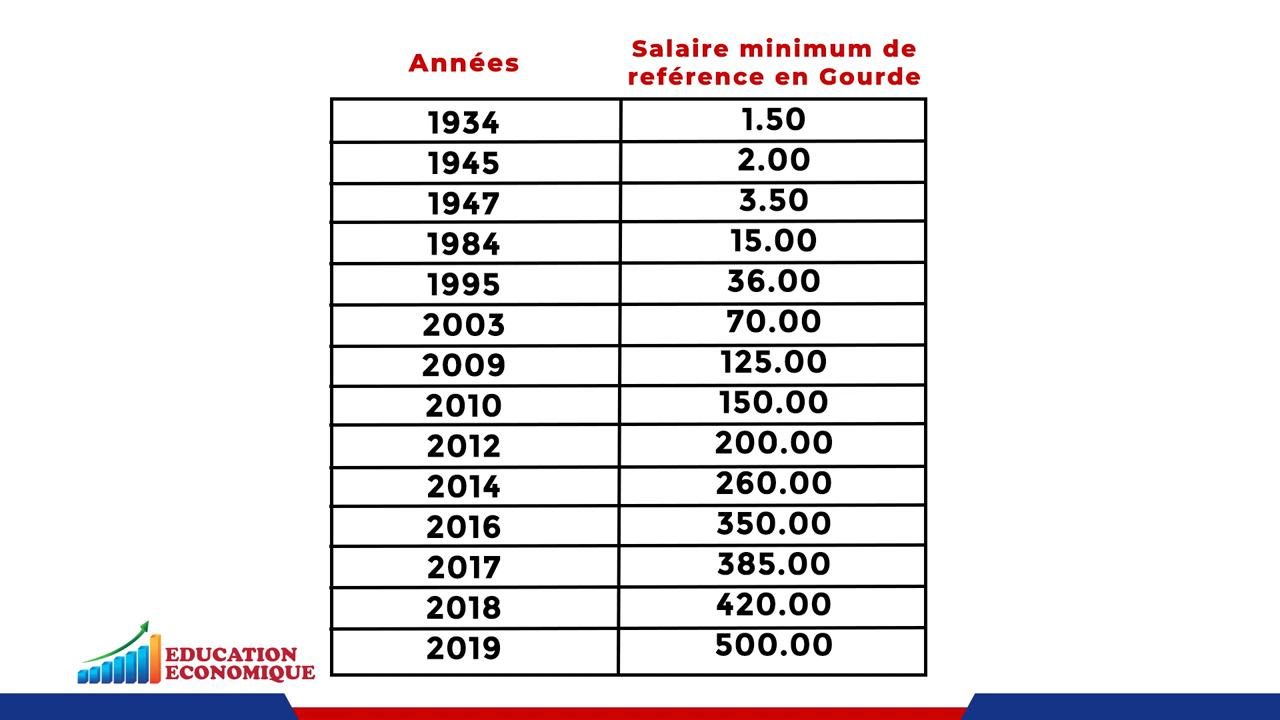 Années
Salaire minimum de
reférence en Gourde
1934 1.50
1945 2.00
1947 3.50
1984 15.00
1995 36.00
2003 70.00
2009 125.00
2010 150.00
2012 200.00
2014 260.00
2016 350.00
2017 385.00
2018 420.00
2019 500.00
EDUCATION
ECONOMIQUE